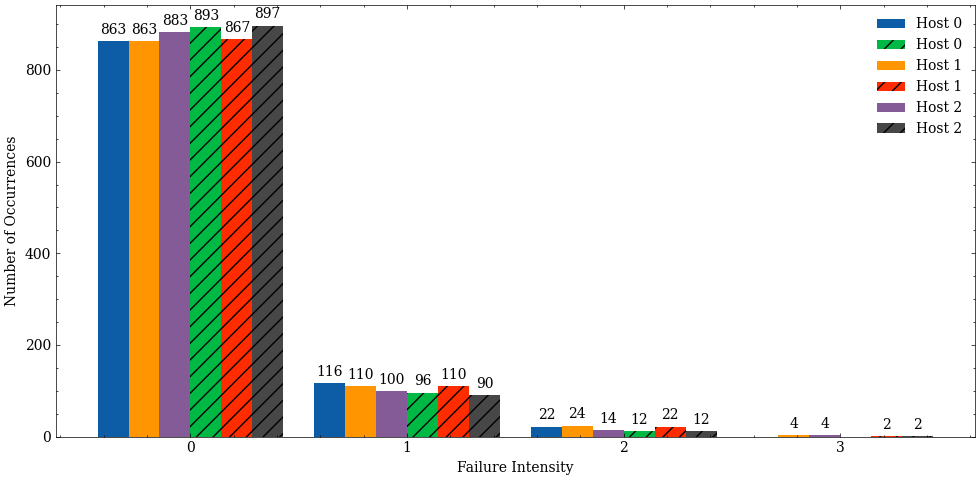 863 863 883 893 867 897
Host 0
Host 0
Host 1
Host 1
Host 2
Host 2
800
600
400
200
0
Number of Occurrences
116 110 100 96 110 90
22 24 14 12 22 12
4 4 2 2
0 1 2 3
Failure Intensity